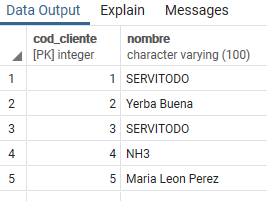 Data Output Explain Messages
cod_cliente nombre
[PK] integer character varying (100)
1 1 SERVITODO
2 2 Yerba Buena
3 3 SERVITODO
4 4 NH3
5 5 Maria Leon Perez